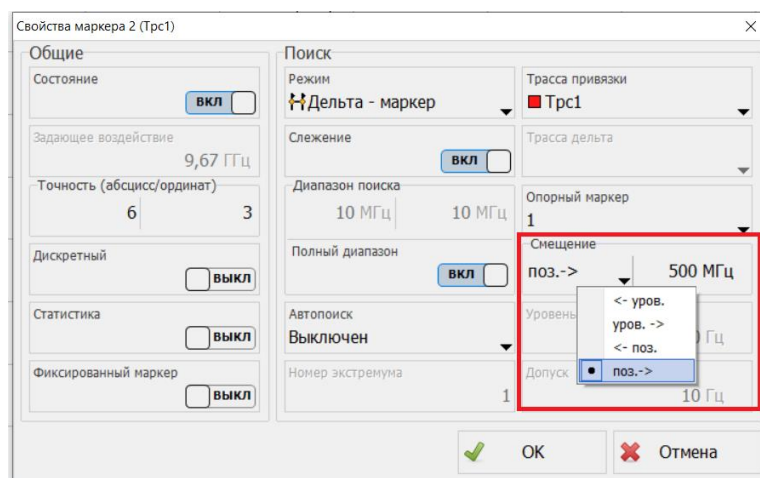 Свойства маркера 2 (Трс1)
Общие
Состояние
ВКЛ
Задающее воздействие
9,67 ГГц
Точность (абсцисс/ординат)
6 3
Дискретный
ВЫКЛ
Статистика
ВЫКЛ
Фиксированный маркер
ВЫКЛ
Поиск
Режим
Дельта - маркер
Слежение
ВКЛ
Диапазон поиска
10 МГц 10 МГц
Полный диапазон
ВКЛ
Автопоиск
Выключен
Номер экстремума
1
Трасса привязки
Трс1
Трасса дельта
Опорный маркер
1
Смещение
поз.-> 500 МГц
<- уров.
уров. ->
<- поз.
поз.->
Уровень
Гц
Допуск
10 Гц
ОК
Отмена